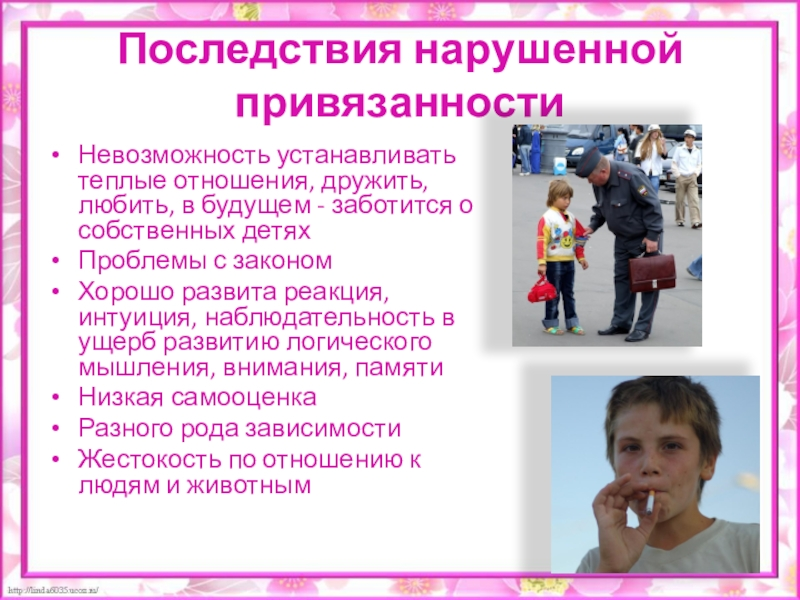 Последствия нарушенной
привязанности
• Невозможность устанавливать
теплые отношения, дружить,
любить, в будущем - заботится о
собственных детях
• Проблемы с законом
• Хорошо развита реакция,
интуиция, наблюдательность в
ущерб развитию логического
мышления, внимания, памяти
• Низкая самооценка
• Разного рода зависимости
• Жестокость по отношению к
людям и животным
http://linda6035.ucoz.ru/